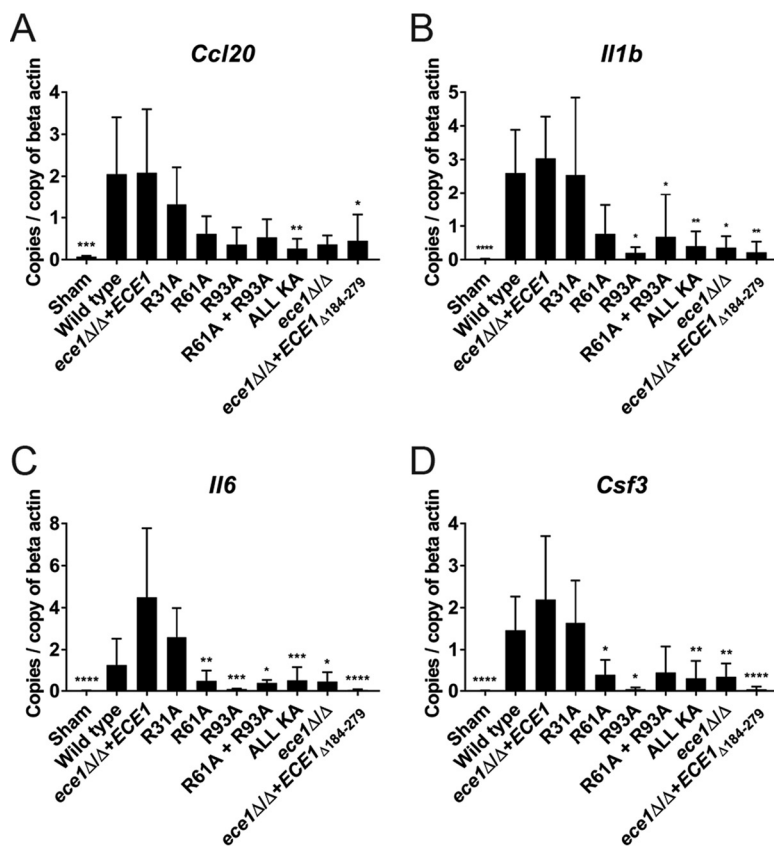 A
Ccl20
Copies / copy of beta actin
4
3
2
1
0
***
**
*
Sham
Wild type
ece1Δ/Δ+ECE1
R31A
R61A
R93A
R61A + R93A
ALL KA
ece1Δ/Δ
ece1Δ/Δ+ECE1Δ184-279
B
Il1b
Copies / copy of beta actin
5
4
3
2
1
0
****
*
*
**
*
**
Sham
Wild type
ece1Δ/Δ+ECE1
R31A
R61A
R93A
R61A + R93A
ALL KA
ece1Δ/Δ
ece1Δ/Δ+ECE1Δ184-279
C
Il6
Copies / copy of beta actin
8
6
4
2
0
****
**
***
*
***
*
****
Sham
Wild type
ece1Δ/Δ+ECE1
R31A
R61A
R93A
R61A + R93A
ALL KA
ece1Δ/Δ
ece1Δ/Δ+ECE1Δ184-279
D
Csf3
Copies / copy of beta actin
4
3
2
1
0
****
*
*
**
**
****
Sham
Wild type
ece1Δ/Δ+ECE1
R31A
R61A
R93A
R61A + R93A
ALL KA
ece1Δ/Δ
ece1Δ/Δ+ECE1Δ184-279